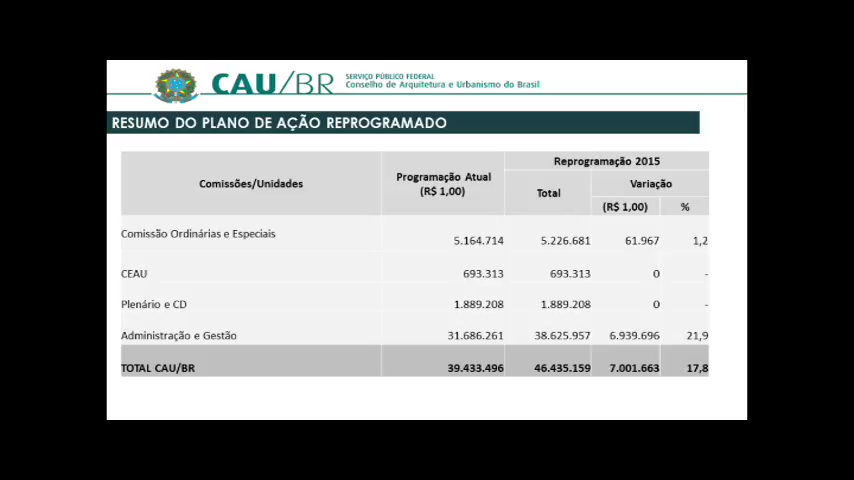 CAU/BR
SERVIÇO PÚBLICO FEDERAL
Conselho de Arquitetura e Urbanismo do Brasil
RESUMO DO PLANO DE AÇÃO REPROGRAMADO
Comissões/Unidades Programação Atual (R$ 1,00) Reprogramação 2015
Total Variação
(R$ 1,00) %
Comissão Ordinárias e Especiais 5.164.714 5.226.681 61.967 1,2
CEAU 693.313 693.313 0 -
Plenário e CD 1.889.208 1.889.208 0 -
Administração e Gestão 31.686.261 38.625.957 6.939.696 21,9
TOTAL CAU/BR 39.433.496 46.435.159 7.001.663 17,8